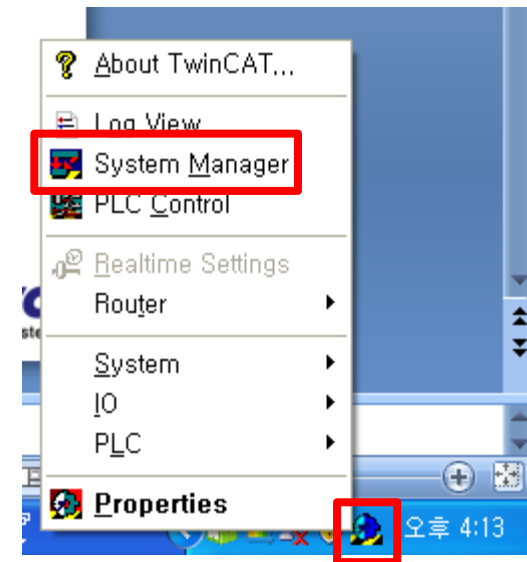 About TwinCAT...
Log View
System Manager
PLC Control
Realtime Settings
Router
System
IO
PLC
Properties
오후 4:13